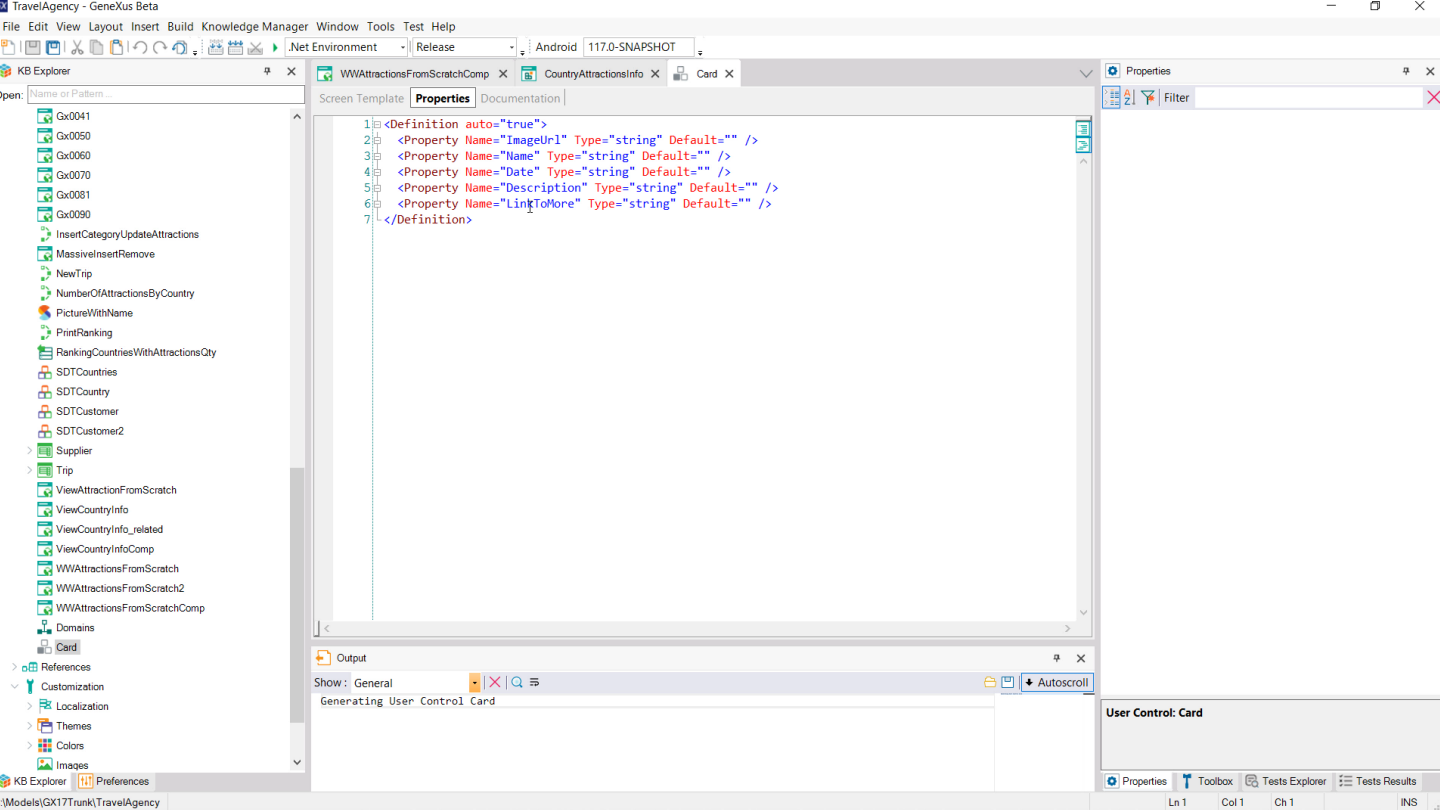 TravelAgency - GeneXus Beta
File Edit View Layout Insert Build Knowledge Manager Window Tools Test Help
.Net Environment Release Android 117.0-SNAPSHOT
KB Explorer
Open: Name or Pattern ...
Gx0041
Gx0050
Gx0060
Gx0070
Gx0081
Gx0090
InsertCategoryUpdateAttractions
MassiveInsertRemove
NewTrip
NumberOfAttractionsByCountry
PictureWithName
PrintRanking
RankingCountriesWithAttractionsQty
SDTCountries
SDTCountry
SDTCustomer
SDTCustomer2
Supplier
Trip
ViewAttractionFromScratch
ViewCountryInfo
ViewCountryInfo_related
ViewCountryInfoComp
WWAttractionsFromScratch
WWAttractionsFromScratch2
WWAttractionsFromScratchComp
Domains
Card
References
Customization
Localization
Themes
Colors
Images
KB Explorer Preferences
WWAttractionsFromScratchComp CountryAttractionsInfo Card
Screen Template Properties Documentation
1 <Definition auto="true">
2 <Property Name="ImageUrl" Type="string" Default="" />
3 <Property Name="Name" Type="string" Default="" />
4 <Property Name="Date" Type="string" Default="" />
5 <Property Name="Description" Type="string" Default="" />
6 <Property Name="LinkToMore" Type="string" Default="" />
7 </Definition>
Output
Show : General Autoscroll
Generating User Control Card
Properties
Filter
User Control: Card
Properties Toolbox Tests Explorer Tests Results
:\Models\GX17Trunk\TravelAgency Ln 1 Col 1 Ch 1 INS